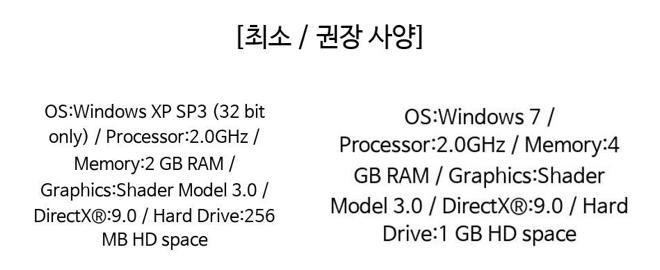 [최소 / 권장 사양]
OS:Windows XP SP3 (32 bit
only) / Processor:2.0GHz /
Memory:2 GB RAM /
Graphics:Shader Model 3.0 /
DirectX®:9.0 / Hard Drive:256
MB HD space
OS:Windows 7 /
Processor:2.0GHz / Memory:4
GB RAM / Graphics:Shader
Model 3.0 / DirectX®:9.0 / Hard
Drive:1 GB HD space